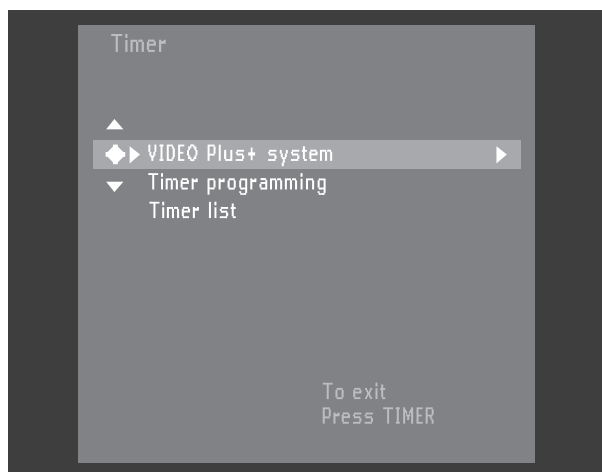 Timer
VIDEO Plus+ system
Timer programming
Timer list
To exit
Press TIMER